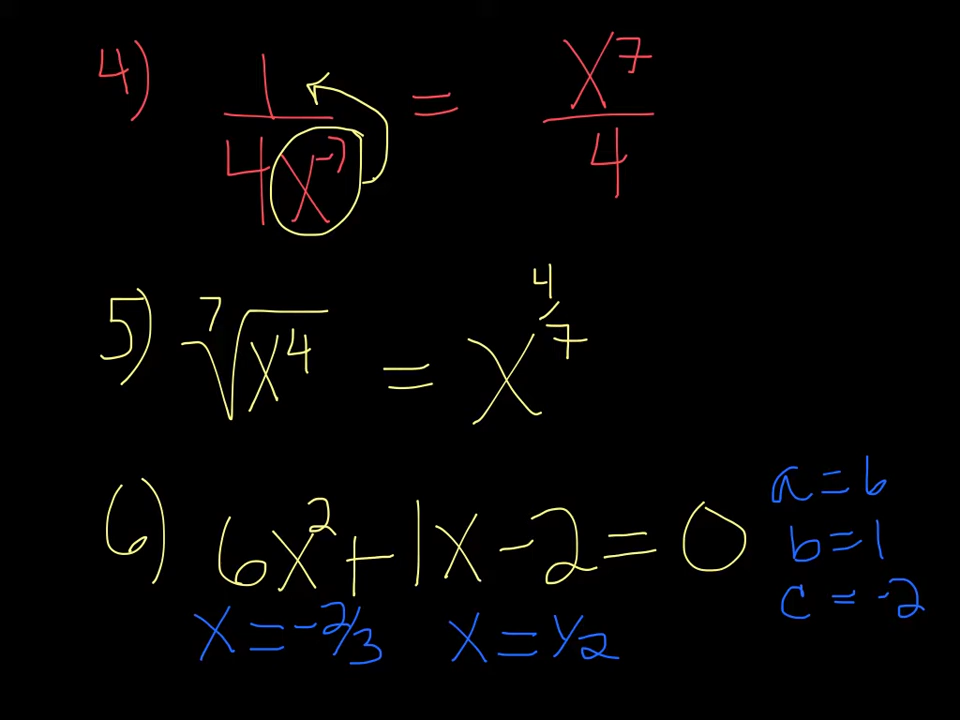 4) 1/4x⁻⁷ = x⁷/4
5) ⁷√x⁴ = x^4/7
6) 6x² + 1x - 2 = 0
a = 6
b = 1
c = -2
x = -2/3 x = 1/2